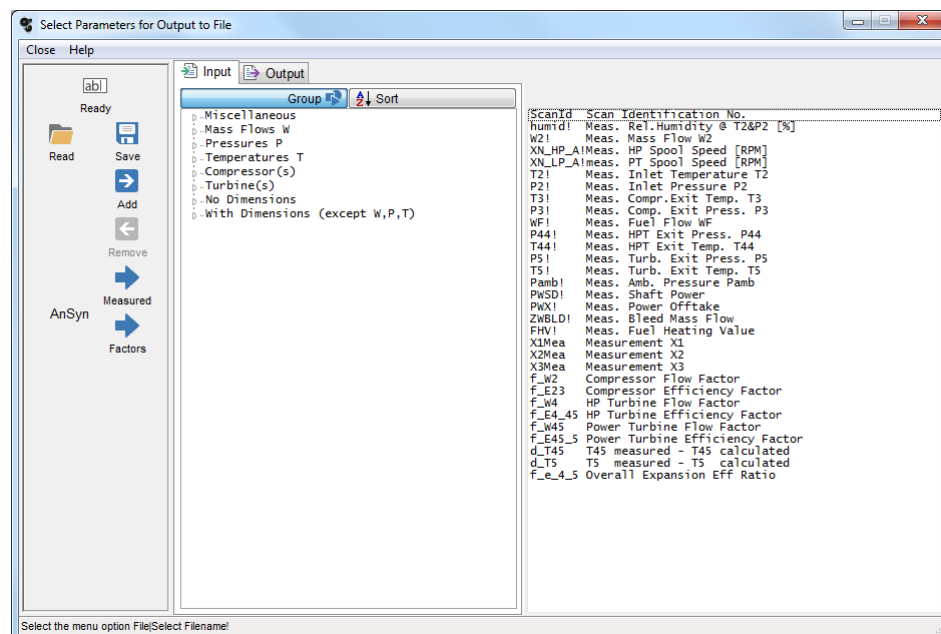 Select Parameters for Output to File
Close Help
abl
Ready
Read Save
Add
Remove
Measured
AnSyn
Factors
Input Output
Group Sort
Miscellaneous
Mass Flows W
Pressures P
Temperatures T
Compressor(s)
Turbine(s)
No Dimensions
With Dimensions (except W,P,T)
ScanId Scan Identification No.
humid! Meas. Rel.Humidity @ T2&P2 [%]
W2! Meas. Mass Flow W2
XN_HP_A!Meas. HP Spool Speed [RPM]
XN_LP_A!meas. PT Spool Speed [RPM]
T2! Meas. Inlet Temperature T2
P2! Meas. Inlet Pressure P2
T3! Meas. Compr.Exit Temp. T3
P3! Meas. Comp. Exit Press. P3
WF! Meas. Fuel Flow WF
P44! Meas. HPT Exit Press. P44
T44! Meas. HPT Exit Temp. T44
P5! Meas. Turb. Exit Press. P5
T5! Meas. Turb. Exit Temp. T5
Pamb! Meas. Amb. Pressure Pamb
PWSD! Meas. Shaft Power
PWX! Meas. Power Offtake
ZWBLD! Meas. Bleed Mass Flow
FHV! Meas. Fuel Heating Value
X1Mea Measurement X1
X2Mea Measurement X2
X3Mea Measurement X3
f_W2 Compressor Flow Factor
f_E23 Compressor Efficiency Factor
f_W4 HP Turbine Flow Factor
f_E4_45 HP Turbine Efficiency Factor
f_W45 Power Turbine Flow Factor
f_E45_5 Power Turbine Efficiency Factor
d_T45 T45 measured - T45 calculated
d_T5 T5 measured - T5 calculated
f_e_4_5 Overall Expansion Eff Ratio
Select the menu option File|Select Filename!